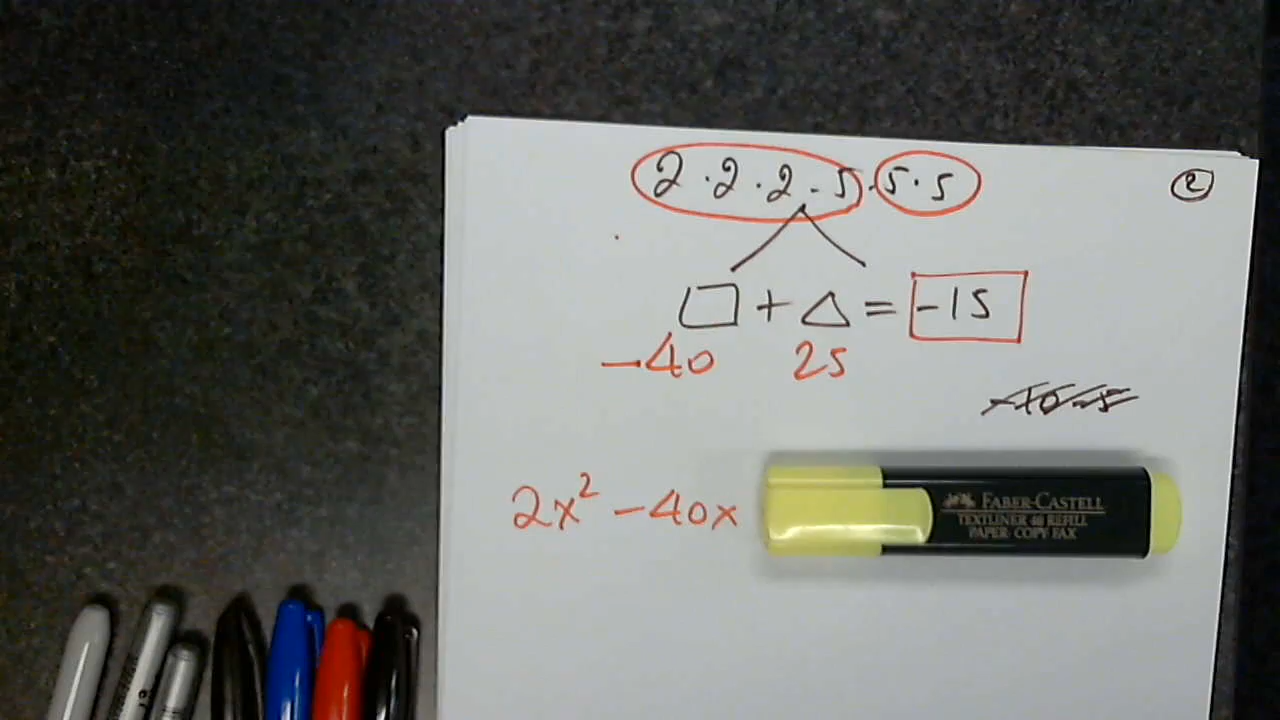 2 · 2 · 2 · 5 · 5 · 5
②
□ + △ = -15
-40 25
2x² - 40x
FABER-CASTELL
TEXTLINER 48 REFILL
PAPER·COPY·FAX